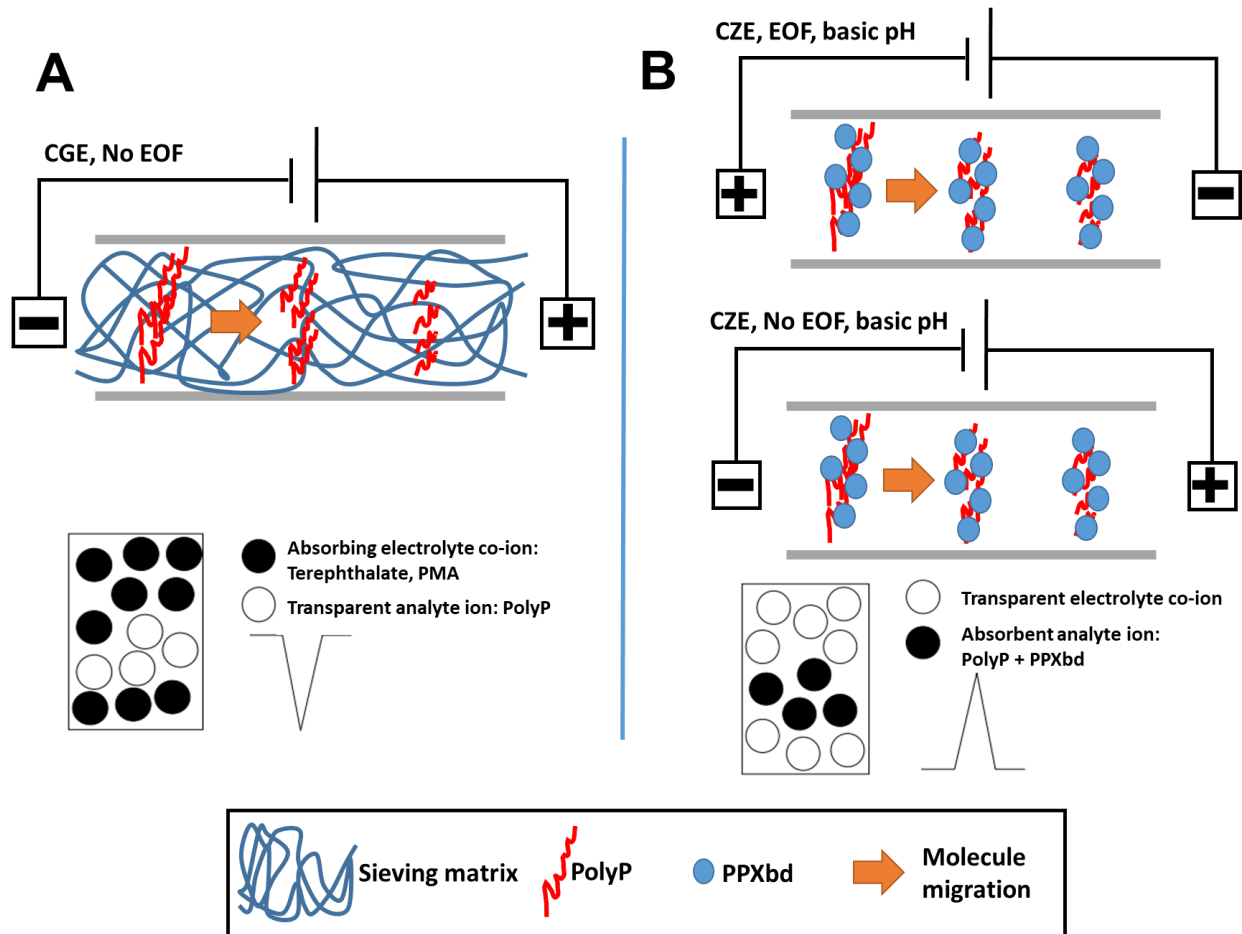 A
CGE, No EOF
Absorbing electrolyte co-ion:
Terephthalate, PMA
Transparent analyte ion: PolyP
B
CZE, EOF, basic pH
CZE, No EOF, basic pH
Transparent electrolyte co-ion
Absorbent analyte ion:
PolyP + PPXbd
Sieving matrix
PolyP
PPXbd
Molecule
migration